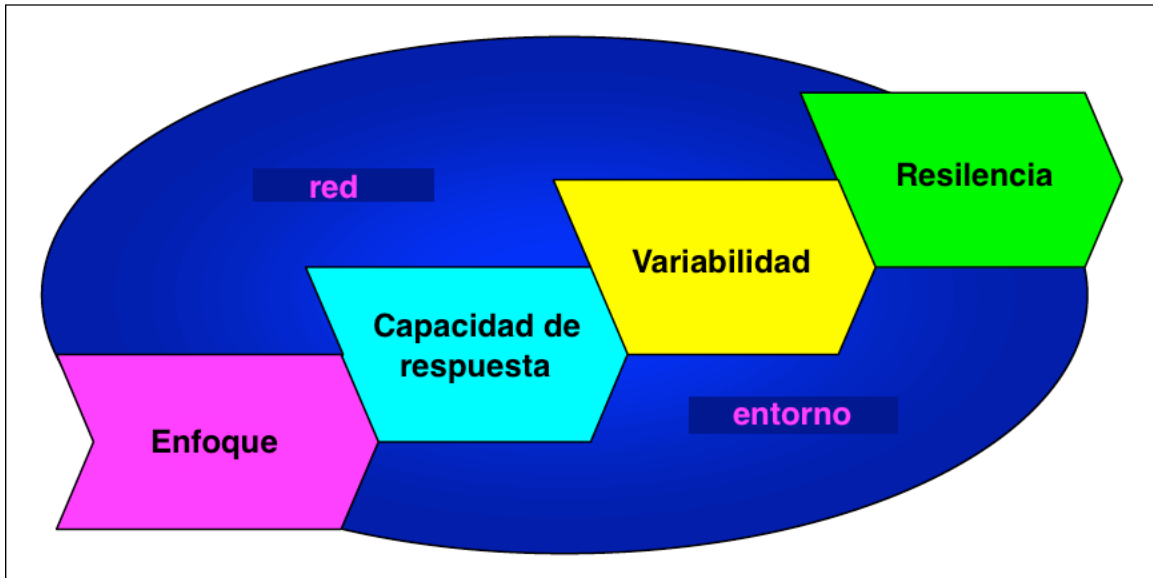 Resilencia
red
Variabilidad
Capacidad de
respuesta
entorno
Enfoque